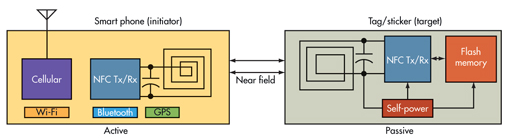 Smart phone (initiator)
Tag/sticker (target)
Cellular
NFC Tx/Rx
Wi-Fi
Bluetooth
GPS
Near field
NFC Tx/Rx
Flash
memory
Self-power
Active
Passive